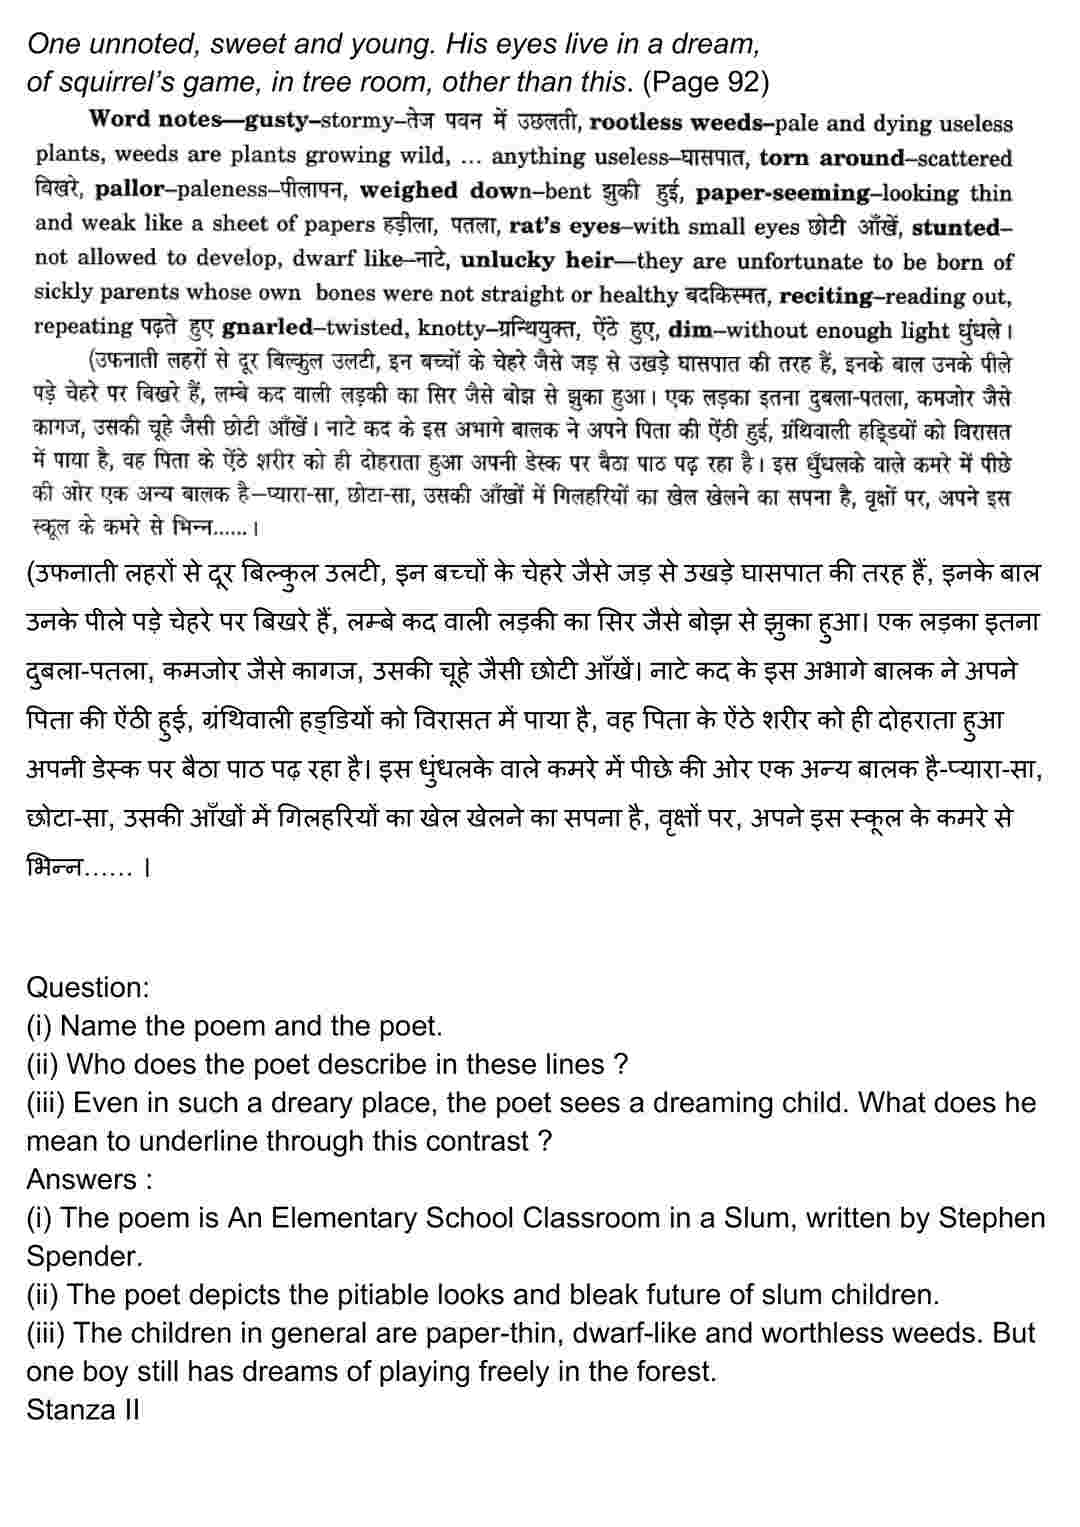 One unnoted, sweet and young. His eyes live in a dream,
of squirrel's game, in tree room, other than this. (Page 92)
Word notes—gusty–stormy–तेज पवन में उछलती, rootless weeds–pale and dying useless
plants, weeds are plants growing wild, ... anything useless–घासपात, torn around–scattered
बिखरे, pallor–paleness–पीलापन, weighed down–bent झुकी हुई, paper-seeming–looking thin
and weak like a sheet of papers हड़ीला, पतला, rat's eyes–with small eyes छोटी आँखें, stunted–
not allowed to develop, dwarf like–नाटे, unlucky heir—they are unfortunate to be born of
sickly parents whose own bones were not straight or healthy बदकिस्मत, reciting–reading out,
repeating पढ़ते हुए gnarled–twisted, knotty–ग्रन्थियुक्त, ऐंठे हुए, dim–without enough light धुंधले।
(उफनाती लहरों से दूर बिल्कुल उलटी, इन बच्चों के चेहरे जैसे जड़ से उखड़े घासपात की तरह हैं, इनके बाल उनके पीले
पड़े चेहरे पर बिखरे हैं, लम्बे कद वाली लड़की का सिर जैसे बोझ से झुका हुआ। एक लड़का इतना दुबला-पतला, कमजोर जैसे
कागज, उसकी चूहे जैसी छोटी आँखें। नाटे कद के इस अभागे बालक ने अपने पिता की ऐंठी हुई, ग्रंथिवाली हड्डियों को विरासत
में पाया है, वह पिता के ऐंठे शरीर को ही दोहराता हुआ अपनी डेस्क पर बैठा पाठ पढ़ रहा है। इस धुँधलके वाले कमरे में पीछे
की ओर एक अन्य बालक है–प्यारा-सा, छोटा-सा, उसकी आँखों में गिलहरियों का खेल खेलने का सपना है, वृक्षों पर, अपने इस
स्कूल के कमरे से भिन्न......।
(उफनाती लहरों से दूर बिल्कुल उलटी, इन बच्चों के चेहरे जैसे जड़ से उखड़े घासपात की तरह हैं, इनके बाल
उनके पीले पड़े चेहरे पर बिखरे हैं, लम्बे कद वाली लड़की का सिर जैसे बोझ से झुका हुआ। एक लड़का इतना
दुबला-पतला, कमजोर जैसे कागज, उसकी चूहे जैसी छोटी आँखें। नाटे कद के इस अभागे बालक ने अपने
पिता की ऐंठी हुई, ग्रंथिवाली हड्डियों को विरासत में पाया है, वह पिता के ऐंठे शरीर को ही दोहराता हुआ
अपनी डेस्क पर बैठा पाठ पढ़ रहा है। इस धुंधलके वाले कमरे में पीछे की ओर एक अन्य बालक है-प्यारा-सा,
छोटा-सा, उसकी आँखों में गिलहरियों का खेल खेलने का सपना है, वृक्षों पर, अपने इस स्कूल के कमरे से
भिन्न...... ।
Question:
(i) Name the poem and the poet.
(ii) Who does the poet describe in these lines ?
(iii) Even in such a dreary place, the poet sees a dreaming child. What does he
mean to underline through this contrast ?
Answers :
(i) The poem is An Elementary School Classroom in a Slum, written by Stephen
Spender.
(ii) The poet depicts the pitiable looks and bleak future of slum children.
(iii) The children in general are paper-thin, dwarf-like and worthless weeds. But
one boy still has dreams of playing freely in the forest.
Stanza II